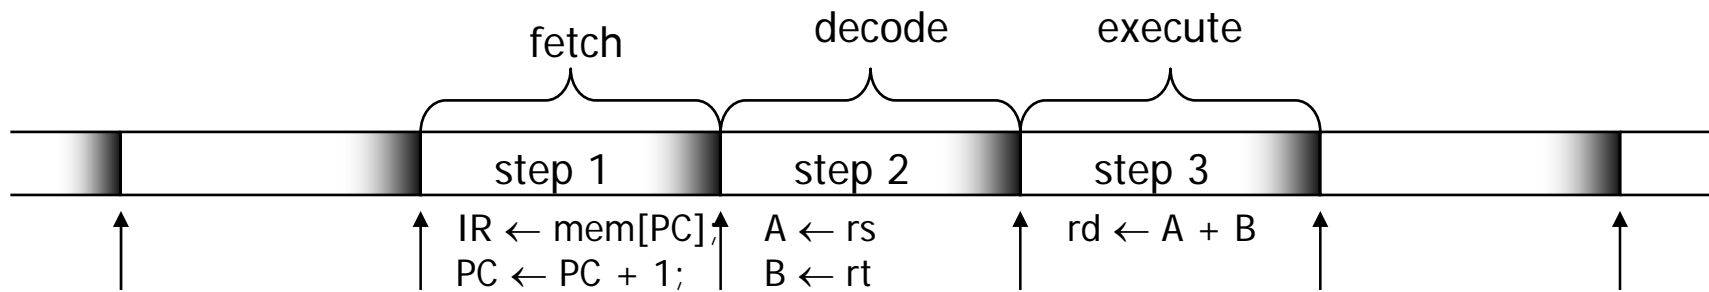 fetch
decode
execute
step 1
step 2
step 3
IR ← mem[PC];
PC ← PC + 1;
A ← rs
B ← rt
rd ← A + B